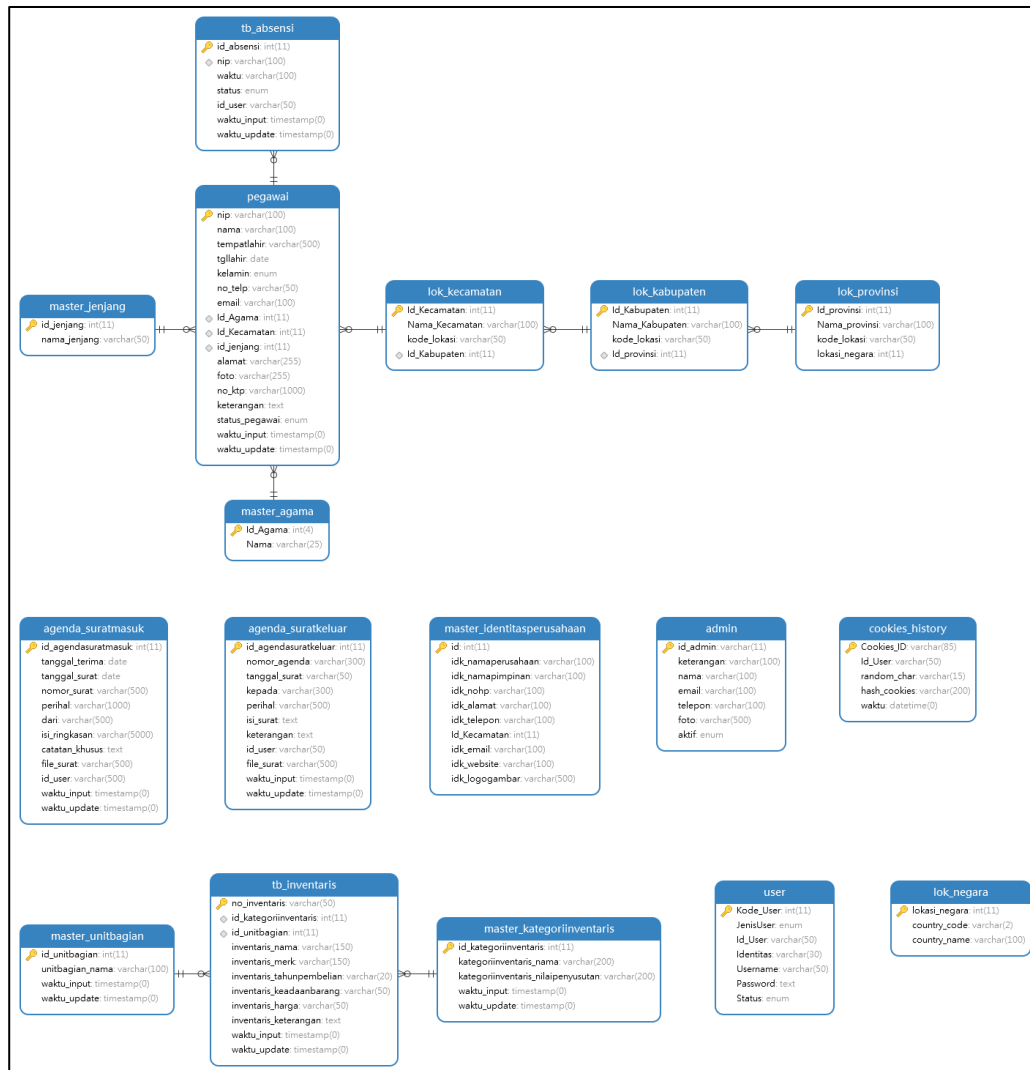 tb_absensi
id_absensi: int(11)
nip: varchar(100)
waktu: varchar(100)
status: enum
id_user: varchar(50)
waktu_input: timestamp(0)
waktu_update: timestamp(0)
pegawai
nip: varchar(100)
nama: varchar(100)
tempatlahir: varchar(500)
tgllahir: date
kelamin: enum
no_telp: varchar(50)
email: varchar(100)
Id_Agama: int(11)
Id_Kecamatan: int(11)
id_jenjang: int(11)
alamat: varchar(255)
foto: varchar(255)
no_ktp: varchar(1000)
keterangan: text
status_pegawai: enum
waktu_input: timestamp(0)
waktu_update: timestamp(0)
master_jenjang
id_jenjang: int(11)
nama_jenjang: varchar(50)
lok_kecamatan
Id_Kecamatan: int(11)
Nama_Kecamatan: varchar(100)
kode_lokasi: varchar(50)
Id_Kabupaten: int(11)
lok_kabupaten
Id_Kabupaten: int(11)
Nama_Kabupaten: varchar(100)
kode_lokasi: varchar(50)
Id_provinsi: int(11)
lok_provinsi
Id_provinsi: int(11)
Nama_provinsi: varchar(100)
kode_lokasi: varchar(50)
lokasi_negara: int(11)
master_agama
Id_Agama: int(4)
Nama: varchar(25)
agenda_suratmasuk
id_agendasuratmasuk: int(11)
tanggal_terima: date
tanggal_surat: date
nomor_surat: varchar(500)
perihal: varchar(1000)
dari: varchar(500)
isi_ringkasan: varchar(5000)
catatan_khusus: text
file_surat: varchar(500)
id_user: varchar(500)
waktu_input: timestamp(0)
waktu_update: timestamp(0)
agenda_suratkeluar
id_agendasuratkeluar: int(11)
nomor_agenda: varchar(300)
tanggal_surat: varchar(50)
kepada: varchar(300)
perihal: varchar(500)
isi_surat: text
keterangan: text
id_user: varchar(50)
file_surat: varchar(500)
waktu_input: timestamp(0)
waktu_update: timestamp(0)
master_identitasperusahaan
id: int(11)
idk_namaperusahaan: varchar(100)
idk_namapimpinan: varchar(100)
idk_nohp: varchar(100)
idk_alamat: varchar(100)
idk_telepon: varchar(100)
Id_Kecamatan: int(11)
idk_email: varchar(100)
idk_website: varchar(100)
idk_logogambar: varchar(500)
admin
id_admin: varchar(11)
keterangan: varchar(100)
nama: varchar(100)
email: varchar(100)
telepon: varchar(100)
foto: varchar(500)
aktif: enum
cookies_history
Cookies_ID: varchar(85)
Id_User: varchar(50)
random_char: varchar(15)
hash_cookies: varchar(200)
waktu: datetime(0)
master_unitbagian
id_unitbagian: int(11)
unitbagian_nama: varchar(100)
waktu_input: timestamp(0)
waktu_update: timestamp(0)
tb_inventaris
no_inventaris: varchar(50)
id_kategoriinventaris: int(11)
id_unitbagian: int(11)
inventaris_nama: varchar(150)
inventaris_merk: varchar(150)
inventaris_tahunpembelian: varchar(20)
inventaris_keadaanbarang: varchar(50)
inventaris_harga: varchar(50)
inventaris_keterangan: text
waktu_input: timestamp(0)
waktu_update: timestamp(0)
master_kategoriinventaris
id_kategoriinventaris: int(11)
kategoriinventaris_nama: varchar(200)
kategoriinventaris_nilaipenyusutan: varchar(200)
waktu_input: timestamp(0)
waktu_update: timestamp(0)
user
Kode_User: int(11)
JenisUser: enum
Id_User: varchar(50)
Identitas: varchar(30)
Username: varchar(50)
Password: text
Status: enum
lok_negara
lokasi_negara: int(11)
country_code: varchar(2)
country_name: varchar(100)